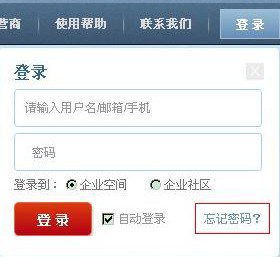 营商 使用帮助 联系我们 登录
登录
请输入用户名/邮箱/手机
密码
登录到： 企业空间 企业社区
登录 自动登录 忘记密码?